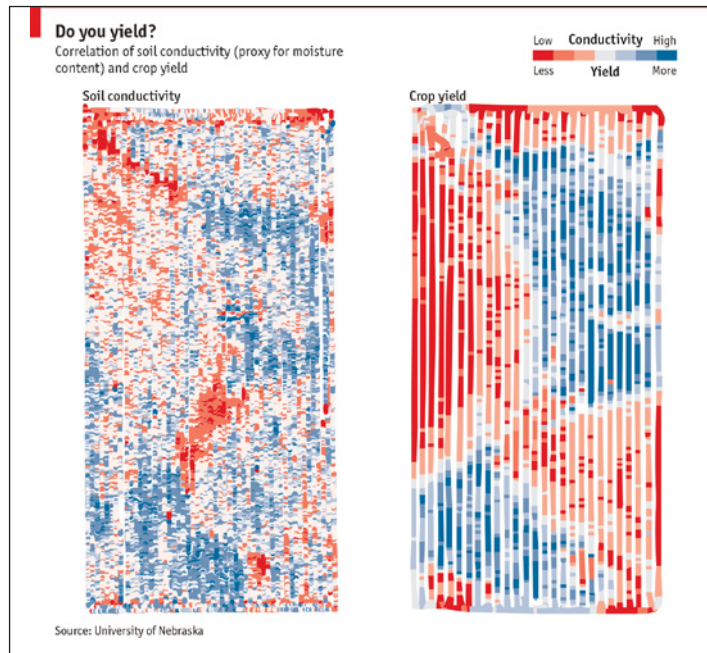 Do you yield?
Correlation of soil conductivity (proxy for moisture
content) and crop yield
Low Conductivity High
Less Yield More
Soil conductivity
Crop yield
Source: University of Nebraska